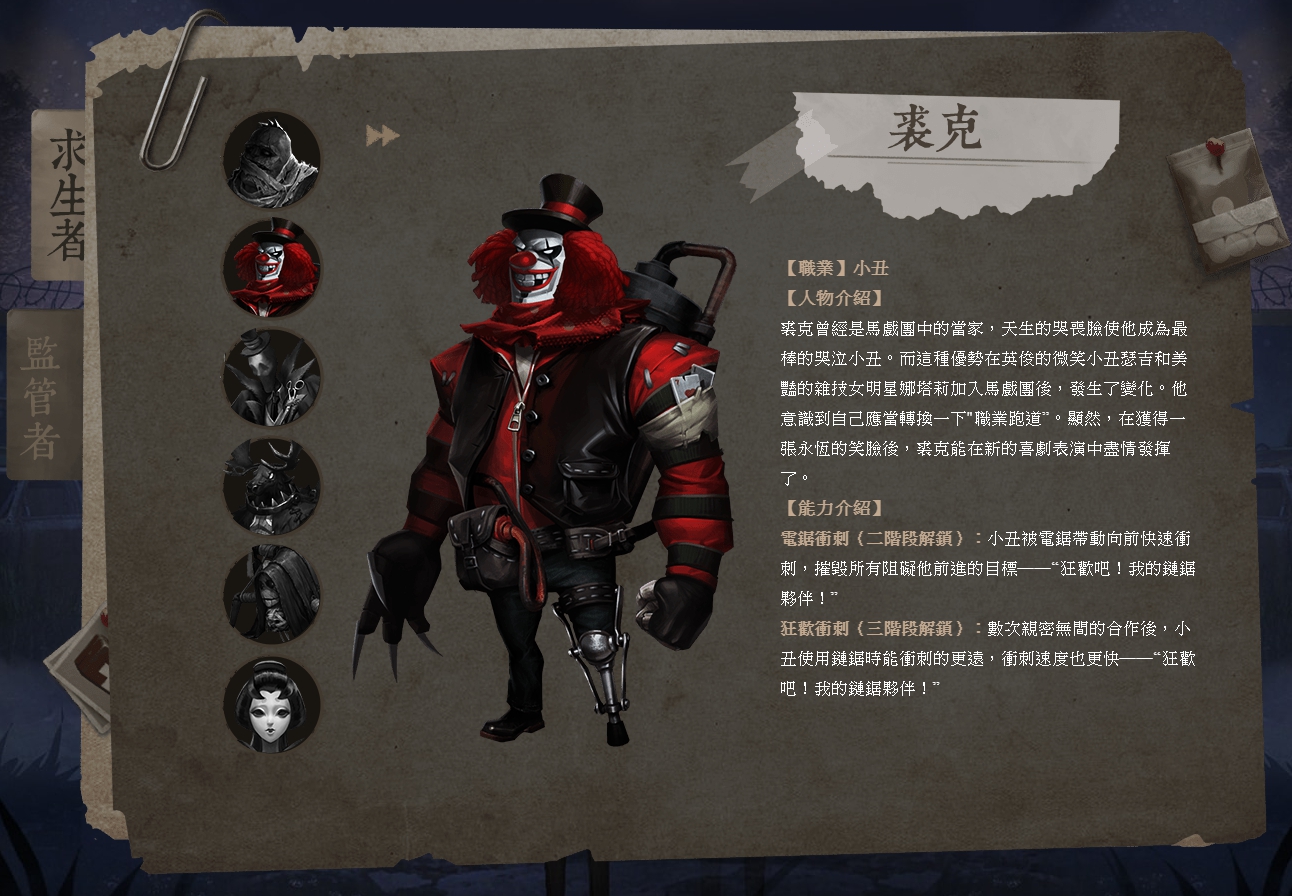 求生者
監管者
裘克
【職業】小丑
【人物介紹】
裘克曾經是馬戲團中的當家，天生的哭喪臉使他成為最
棒的哭泣小丑。而這種優勢在英俊的微笑小丑瑟吉和美
豔的雜技女明星娜塔莉加入馬戲團後，發生了變化。他
意識到自己應當轉換一下"職業跑道”。顯然，在獲得一
張永恆的笑臉後，裘克能在新的喜劇表演中盡情發揮
了。
【能力介紹】
電鋸衝刺（二階段解鎖）：小丑被電鋸帶動向前快速衝
刺，摧毀所有阻礙他前進的目標——“狂歡吧！我的鏈鋸
夥伴！”
狂歡衝刺（三階段解鎖）：數次親密無間的合作後，小
丑使用鏈鋸時能衝刺的更遠，衝刺速度也更快——“狂歡
吧！我的鏈鋸夥伴！”